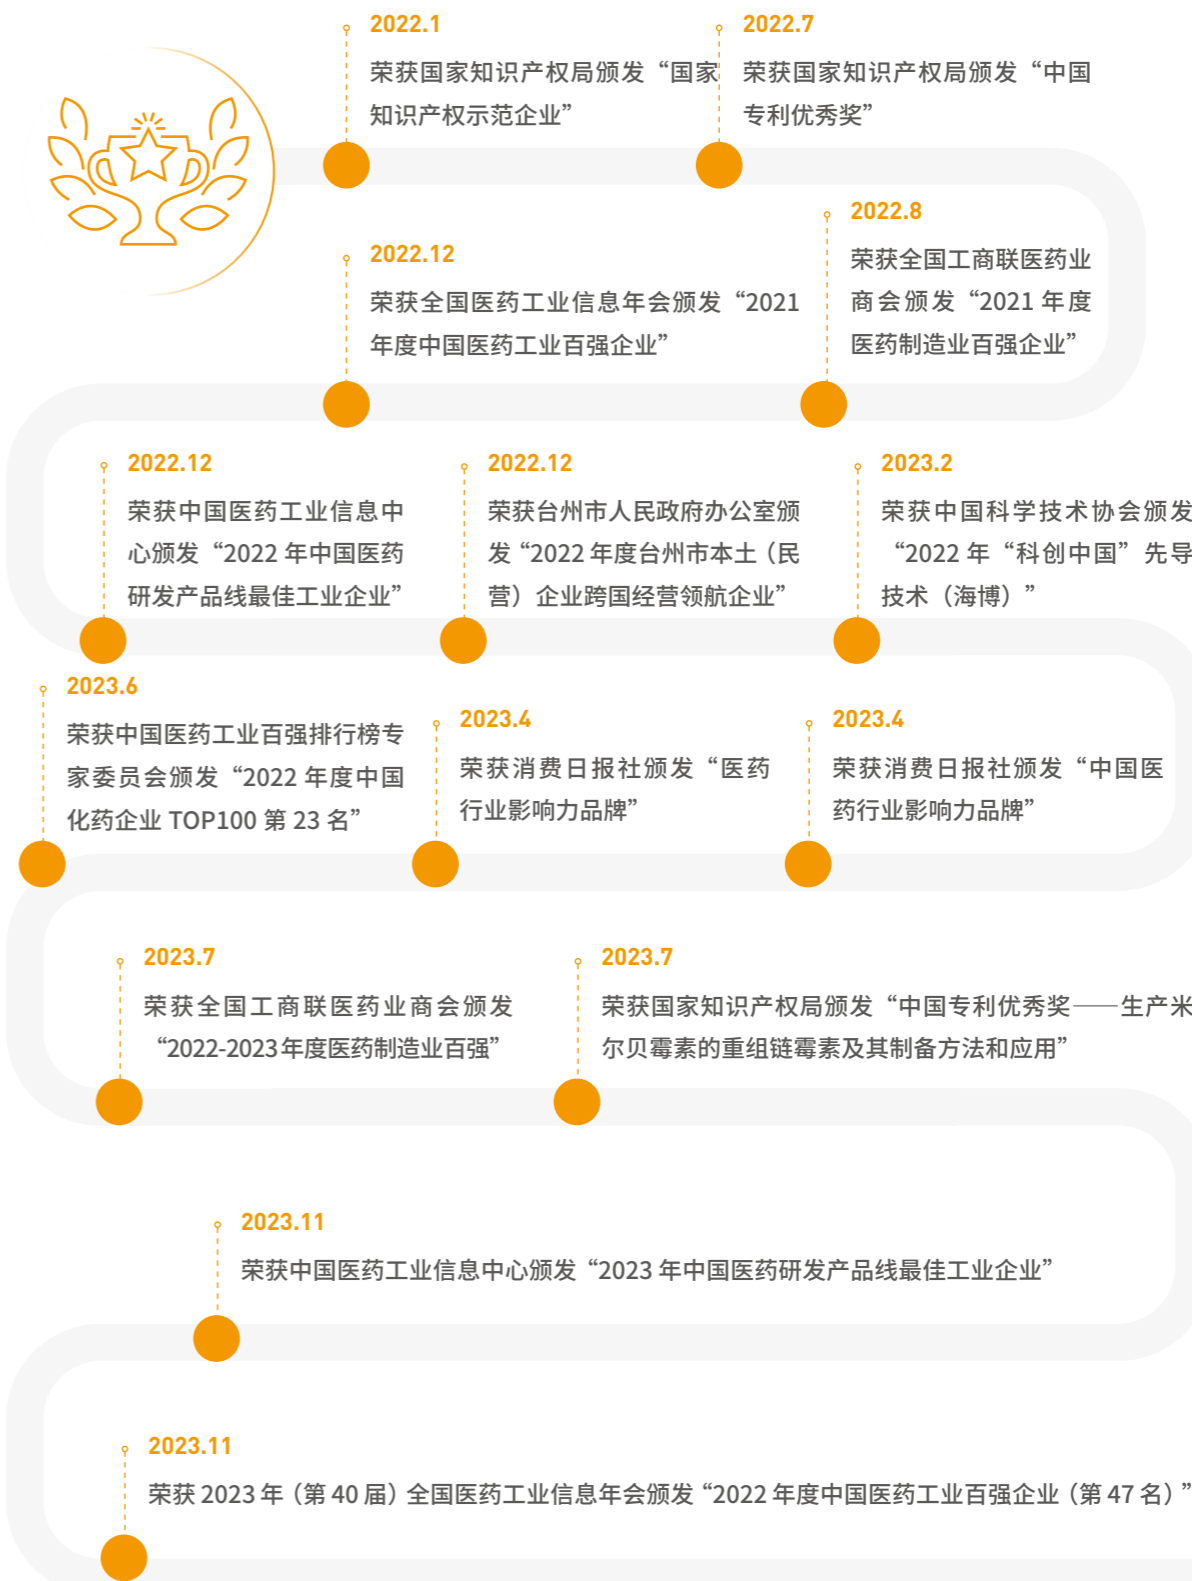 2022.1
荣获国家知识产权局颁发“国家
知识产权示范企业”
2022.7
荣获国家知识产权局颁发“中国
专利优秀奖”
2022.8
荣获全国工商联医药业
商会颁发“2021 年度
医药制造业百强企业”
2022.12
荣获全国医药工业信息年会颁发“2021
年度中国医药工业百强企业”
2022.12
荣获中国医药工业信息中
心颁发“2022 年中国医药
研发产品线最佳工业企业”
2022.12
荣获台州市人民政府办公室颁
发“2022 年度台州市本土（民
营）企业跨国经营领航企业”
2023.2
荣获中国科学技术协会颁发
“2022 年“科创中国”先导
技术（海博）”
2023.4
荣获消费日报社颁发“中国医
药行业影响力品牌”
2023.4
荣获消费日报社颁发“医药
行业影响力品牌”
2023.6
荣获中国医药工业百强排行榜专
家委员会颁发“2022 年度中国
化药企业 TOP100 第 23 名”
2023.7
荣获全国工商联医药业商会颁发
“2022-2023年度医药制造业百强”
2023.7
荣获国家知识产权局颁发“中国专利优秀奖——生产米
尔贝霉素的重组链霉素及其制备方法和应用”
2023.11
荣获中国医药工业信息中心颁发“2023 年中国医药研发产品线最佳工业企业”
2023.11
荣获 2023 年（第 40 届）全国医药工业信息年会颁发“2022 年度中国医药工业百强企业（第 47 名）”